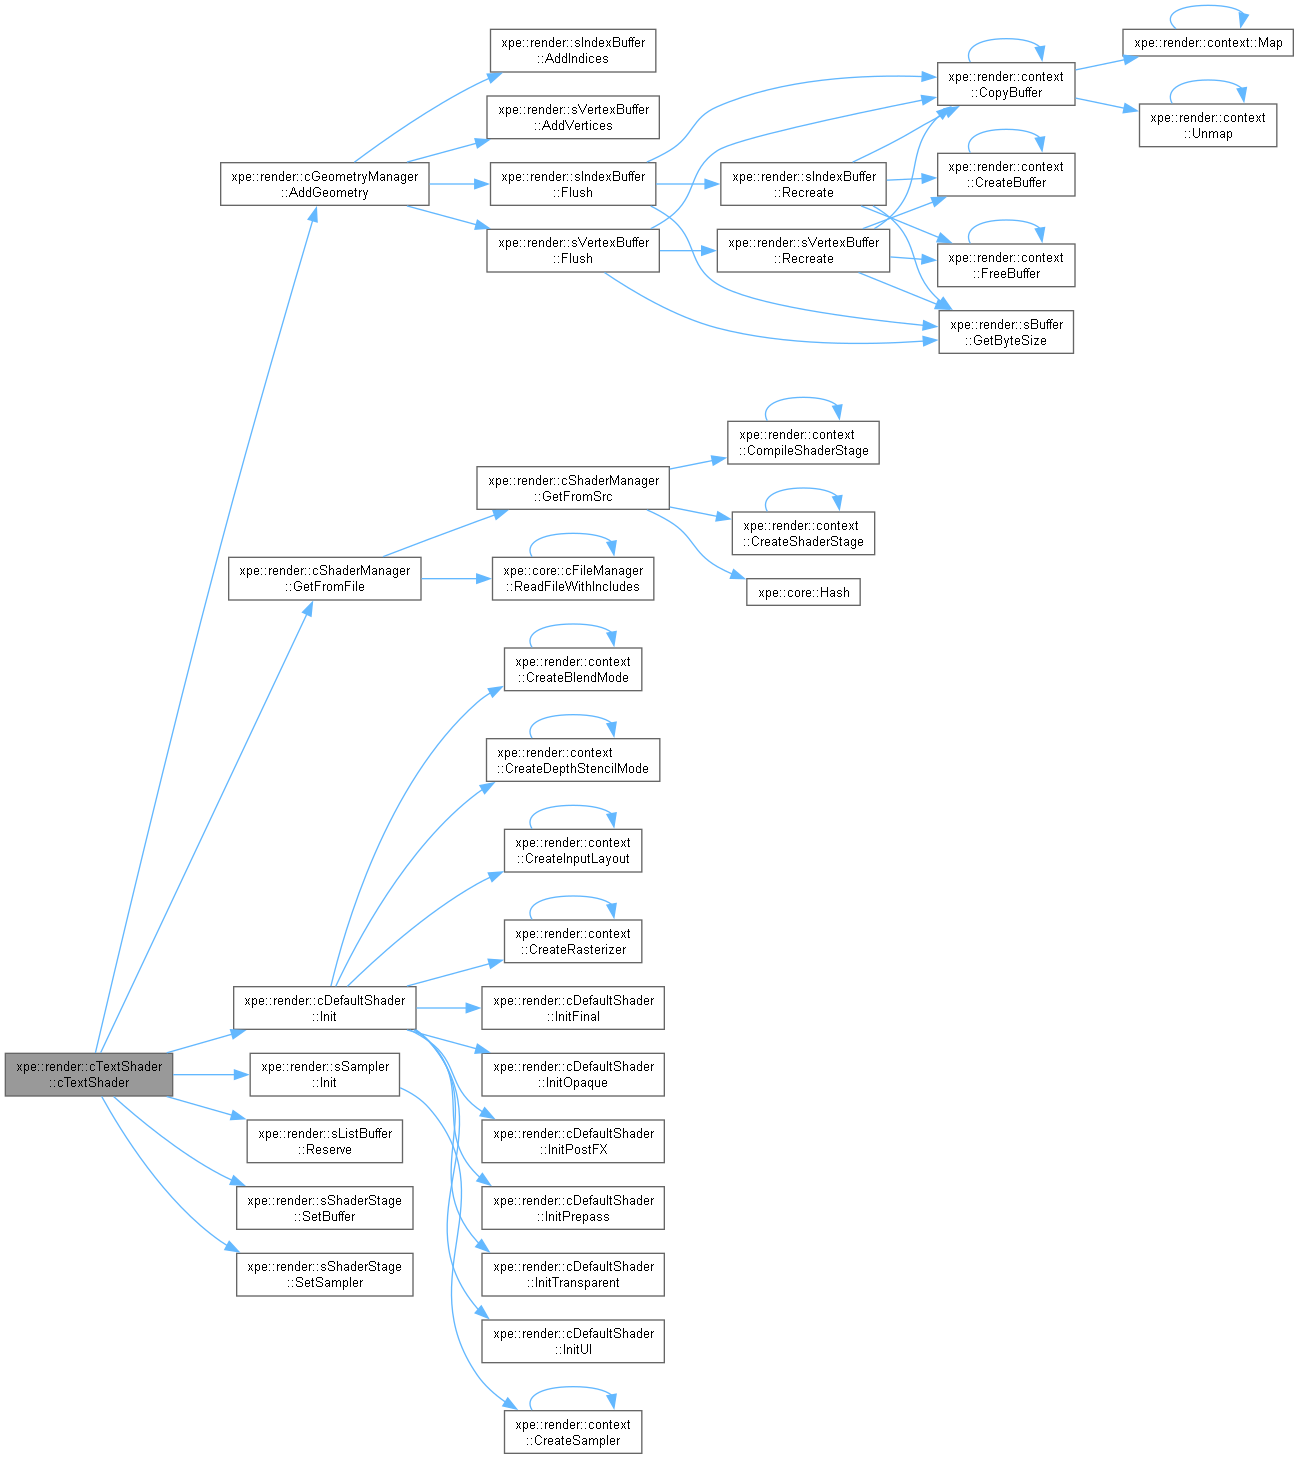 xpe::render::sIndexBuffer
::AddIndices
xpe::render::context::Map
xpe::render::context
::CopyBuffer
xpe::render::sVertexBuffer
::AddVertices
xpe::render::context
::Unmap
xpe::render::cGeometryManager
::AddGeometry
xpe::render::sIndexBuffer
::Flush
xpe::render::sIndexBuffer
::Recreate
xpe::render::context
::CreateBuffer
xpe::render::sVertexBuffer
::Flush
xpe::render::sVertexBuffer
::Recreate
xpe::render::context
::FreeBuffer
xpe::render::sBuffer
::GetByteSize
xpe::render::context
::CompileShaderStage
xpe::render::cShaderManager
::GetFromSrc
xpe::render::context
::CreateShaderStage
xpe::render::cShaderManager
::GetFromFile
xpe::core::cFileManager
::ReadFileWithIncludes
xpe::core::Hash
xpe::render::context
::CreateBlendMode
xpe::render::context
::CreateDepthStencilMode
xpe::render::context
::CreateInputLayout
xpe::render::context
::CreateRasterizer
xpe::render::cDefaultShader
::Init
xpe::render::cDefaultShader
::InitFinal
xpe::render::cTextShader
::cTextShader
xpe::render::sSampler
::Init
xpe::render::cDefaultShader
::InitOpaque
xpe::render::sListBuffer
::Reserve
xpe::render::cDefaultShader
::InitPostFX
xpe::render::sShaderStage
::SetBuffer
xpe::render::cDefaultShader
::InitPrepass
xpe::render::sShaderStage
::SetSampler
xpe::render::cDefaultShader
::InitTransparent
xpe::render::cDefaultShader
::InitUI
xpe::render::context
::CreateSampler